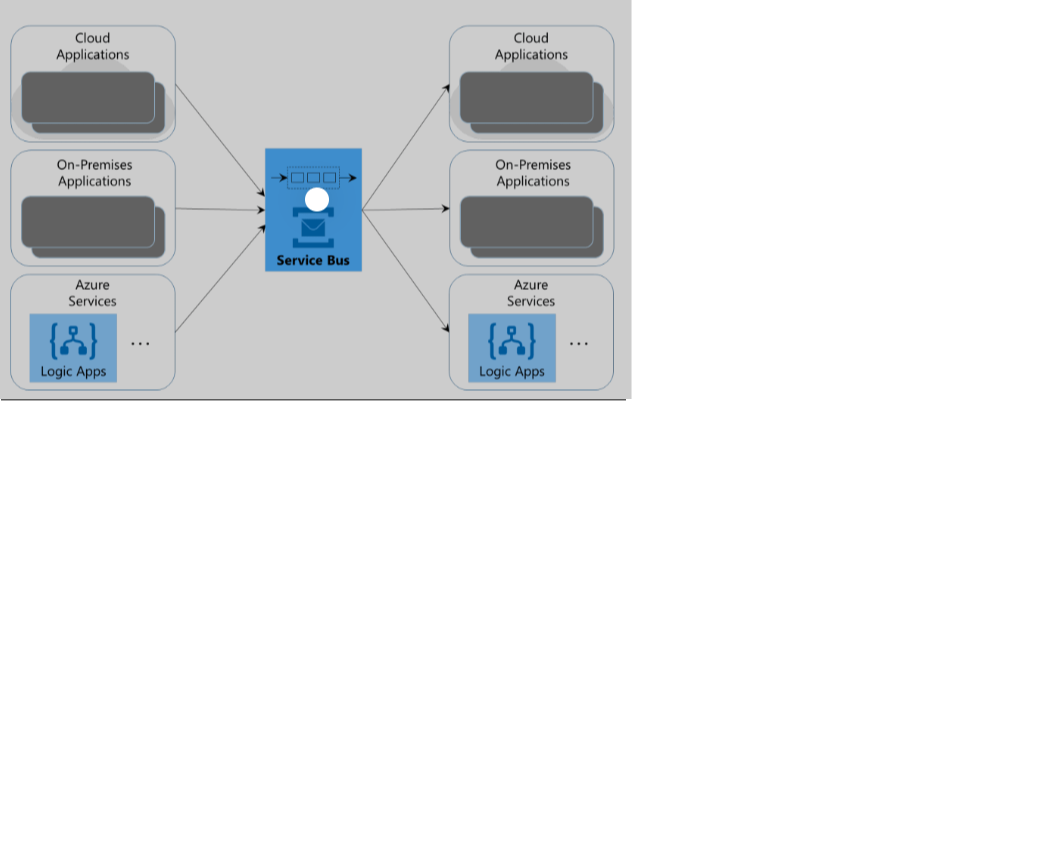 Cloud
Applications
On-Premises
Applications
Azure
Services
Logic Apps
...
Service Bus
Cloud
Applications
On-Premises
Applications
Azure
Services
Logic Apps
...